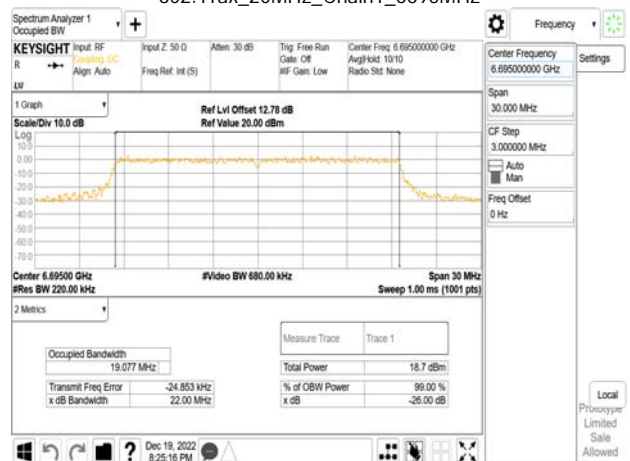 802.11ax_20MHz_Chain1_6695MHz
Spectrum Analyzer 1
Occupied BW
+
Frequency
KEYSIGHT
Input: RF
Coupling: DC
Align: Auto
Input Z: 50 Ω
Freq Ref: Int (S)
Atten: 30 dB
Trig: Free Run
Gate: Off
#IF Gain: Low
Center Freq: 6.695000000 GHz
Avg|Hold: 10/10
Radio Std: None
R
LVI
Center Frequency
6.695000000 GHz
Settings
Span
30.000 MHz
CF Step
3.000000 MHz
Auto
Man
Freq Offset
0 Hz
1 Graph
Scale/Div 10.0 dB
Ref Lvl Offset 12.78 dB
Ref Value 20.00 dBm
Log
10.0
0.00
-10.0
-20.0
-30.0
-40.0
-50.0
-60.0
-70.0
Center 6.69500 GHz
#Res BW 220.00 kHz
#Video BW 680.00 kHz
Span 30 MHz
Sweep 1.00 ms (1001 pts)
2 Metrics
Measure Trace
Trace 1
Occupied Bandwidth
19.077 MHz
Total Power
18.7 dBm
Transmit Freq Error
-24.853 kHz
% of OBW Power
99.00 %
x dB Bandwidth
22.00 MHz
x dB
-26.00 dB
Local
Prototype
Limited
Sale
Allowed
?
Dec 19, 2022
8:25:16 PM